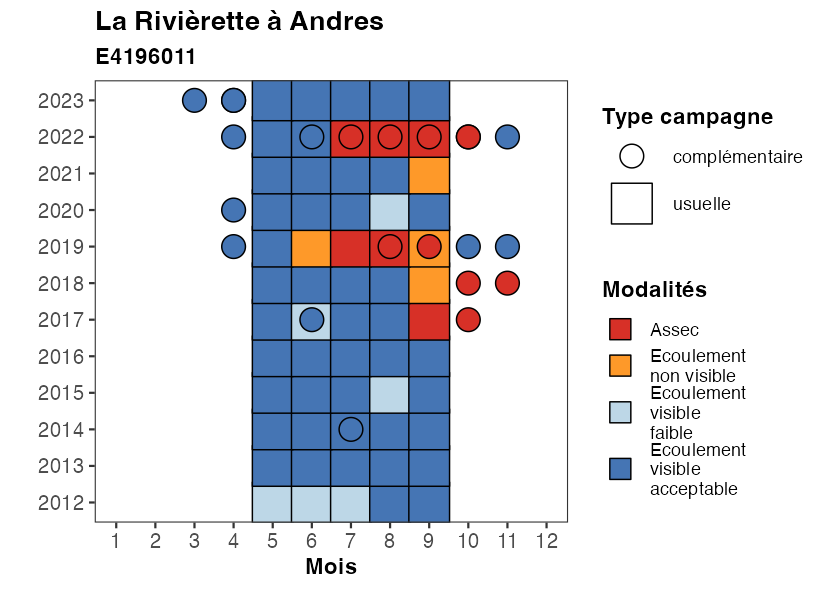 La Rivièrette à Andres
E4196011
2023
2022
2021
2020
2019
2018
2017
2016
2015
2014
2013
2012
1 2 3 4 5 6 7 8 9 10 11 12
Mois
Type campagne
complémentaire
usuelle
Modalités
Assec
Ecoulement
non visible
Ecoulement
visible
faible
Ecoulement
visible
acceptable